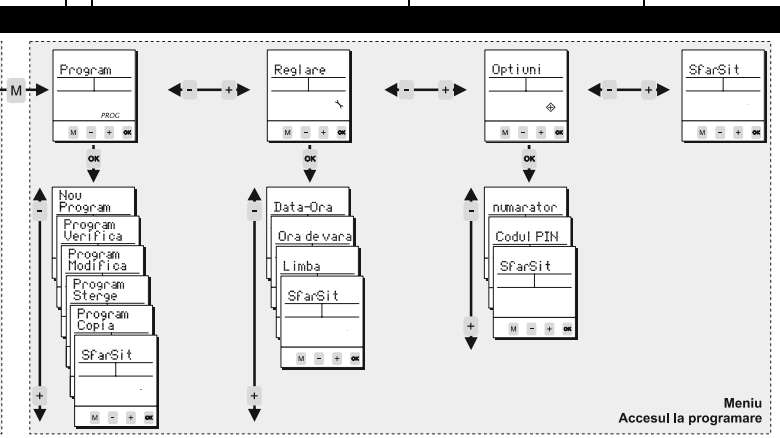 M
Program
PROG
M - + OK
- +
Reglare
M - + OK
- +
Optiuni
M - + OK
- +
SfarSit
M - + OK
OK
OK
OK
-
Nou
Program
Program
Verifica
Program
Modifica
Program
Sterge
Program
Copia
SfarSit
M - + OK
+
-
Data-Ora
Ora de vara
Limba
SfarSit
M - + OK
+
-
numarator
Codul PIN
SfarSit
M - + OK
+
Meniu
Accesul la programare